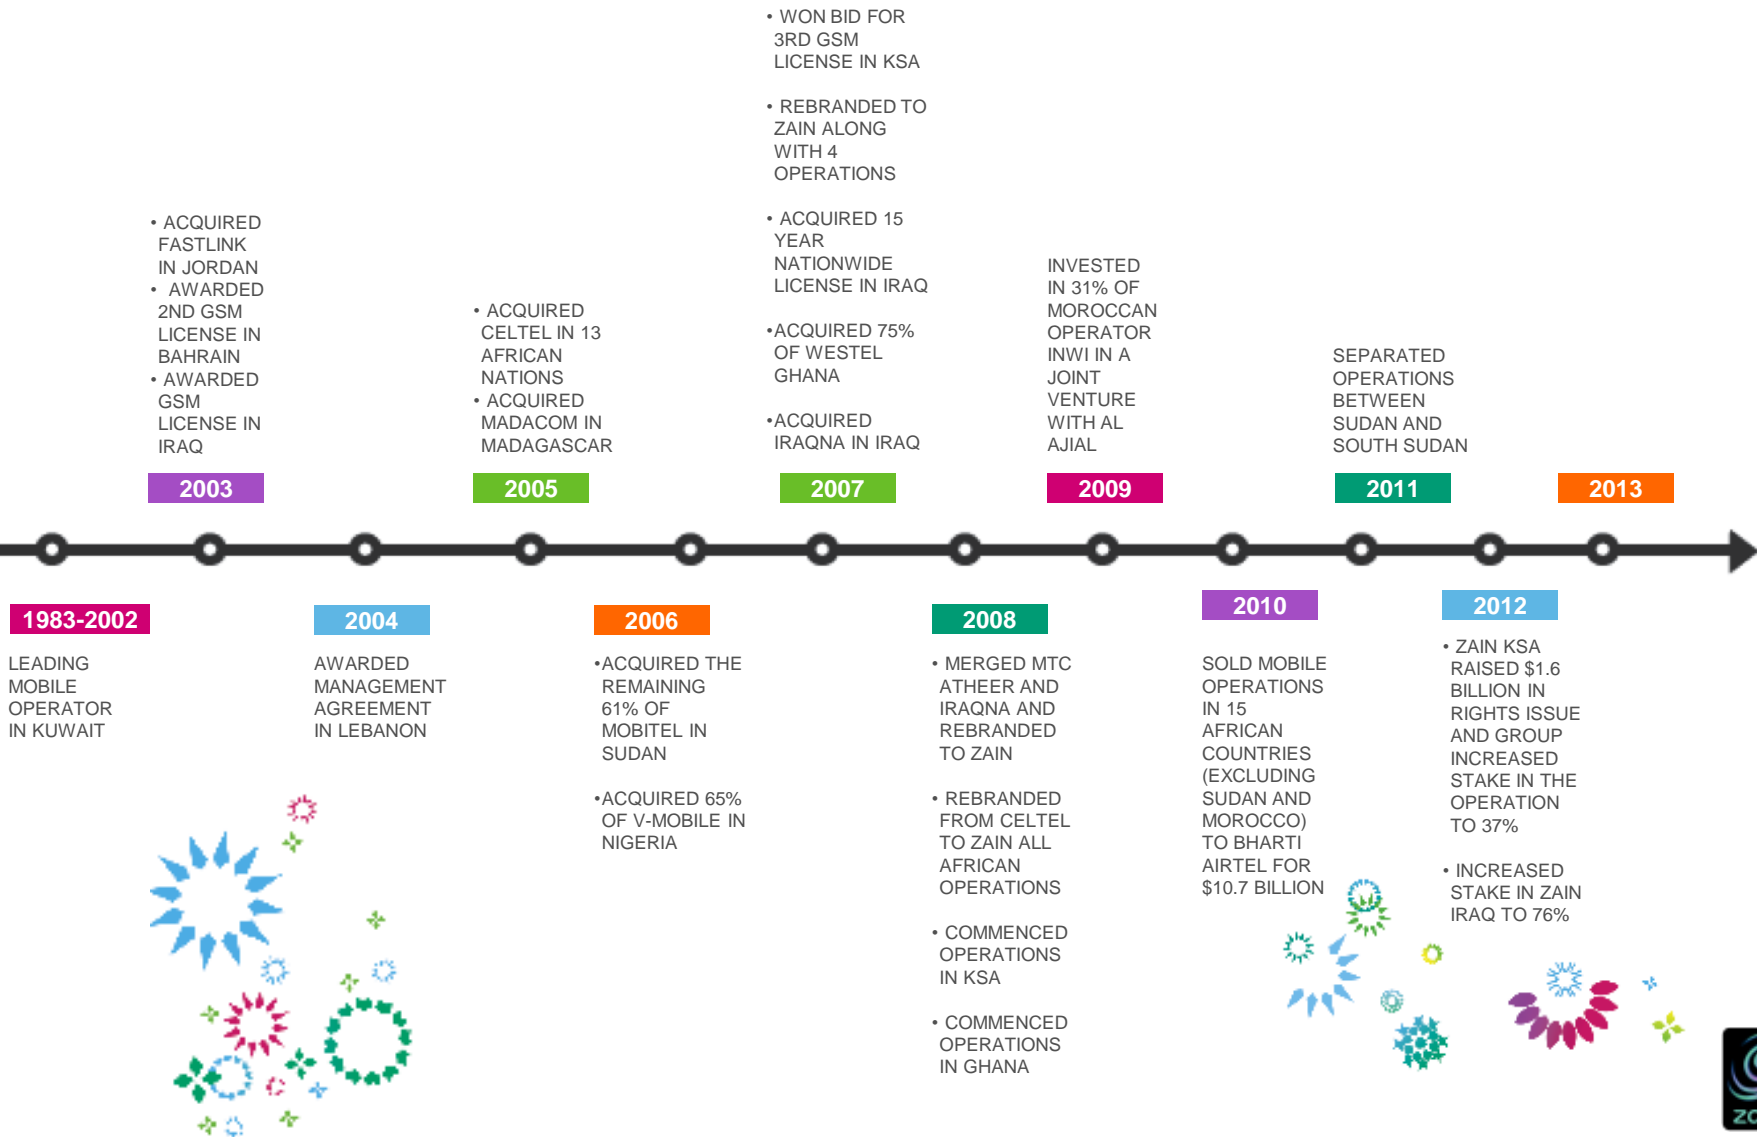 • WON BID FOR
3RD GSM
LICENSE IN KSA
• REBRANDED TO
ZAIN ALONG
WITH 4
OPERATIONS
• ACQUIRED 15
YEAR
NATIONWIDE
LICENSE IN IRAQ
•ACQUIRED 75%
OF WESTEL
GHANA
•ACQUIRED
IRAQNA IN IRAQ
• ACQUIRED
FASTLINK
IN JORDAN
• AWARDED
2ND GSM
LICENSE IN
BAHRAIN
• AWARDED
GSM
LICENSE IN
IRAQ
• ACQUIRED
CELTEL IN 13
AFRICAN
NATIONS
• ACQUIRED
MADACOM IN
MADAGASCAR
INVESTED
IN 31% OF
MOROCCAN
OPERATOR
INWI IN A
JOINT
VENTURE
WITH AL
AJIAL
SEPARATED
OPERATIONS
BETWEEN
SUDAN AND
SOUTH SUDAN
2003
2005
2007
2009
2011
2013
1983-2002
2004
2006
2008
2010
2012
LEADING
MOBILE
OPERATOR
IN KUWAIT
AWARDED
MANAGEMENT
AGREEMENT
IN LEBANON
•ACQUIRED THE
REMAINING
61% OF
MOBITEL IN
SUDAN
•ACQUIRED 65%
OF V-MOBILE IN
NIGERIA
• MERGED MTC
ATHEER AND
IRAQNA AND
REBRANDED
TO ZAIN
• REBRANDED
FROM CELTEL
TO ZAIN ALL
AFRICAN
OPERATIONS
• COMMENCED
OPERATIONS
IN KSA
• COMMENCED
OPERATIONS
IN GHANA
SOLD MOBILE
OPERATIONS
IN 15
AFRICAN
COUNTRIES
(EXCLUDING
SUDAN AND
MOROCCO)
TO BHARTI
AIRTEL FOR
$10.7 BILLION
• ZAIN KSA
RAISED $1.6
BILLION IN
RIGHTS ISSUE
AND GROUP
INCREASED
STAKE IN THE
OPERATION
TO 37%
• INCREASED
STAKE IN ZAIN
IRAQ TO 76%